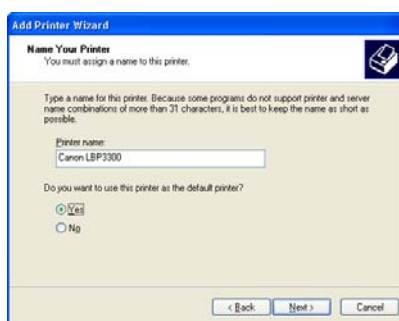 Add Printer Wizard
Name Your Printer
You must assign a name to this printer.
Type a name for this printer. Because some programs do not support printer and server
name combinations of more than 31 characters, it is best to keep the name as short as
possible.
Printer name:
Canon LBP3300
Do you want to use this printer as the default printer?
Yes
No
< Back Next > Cancel